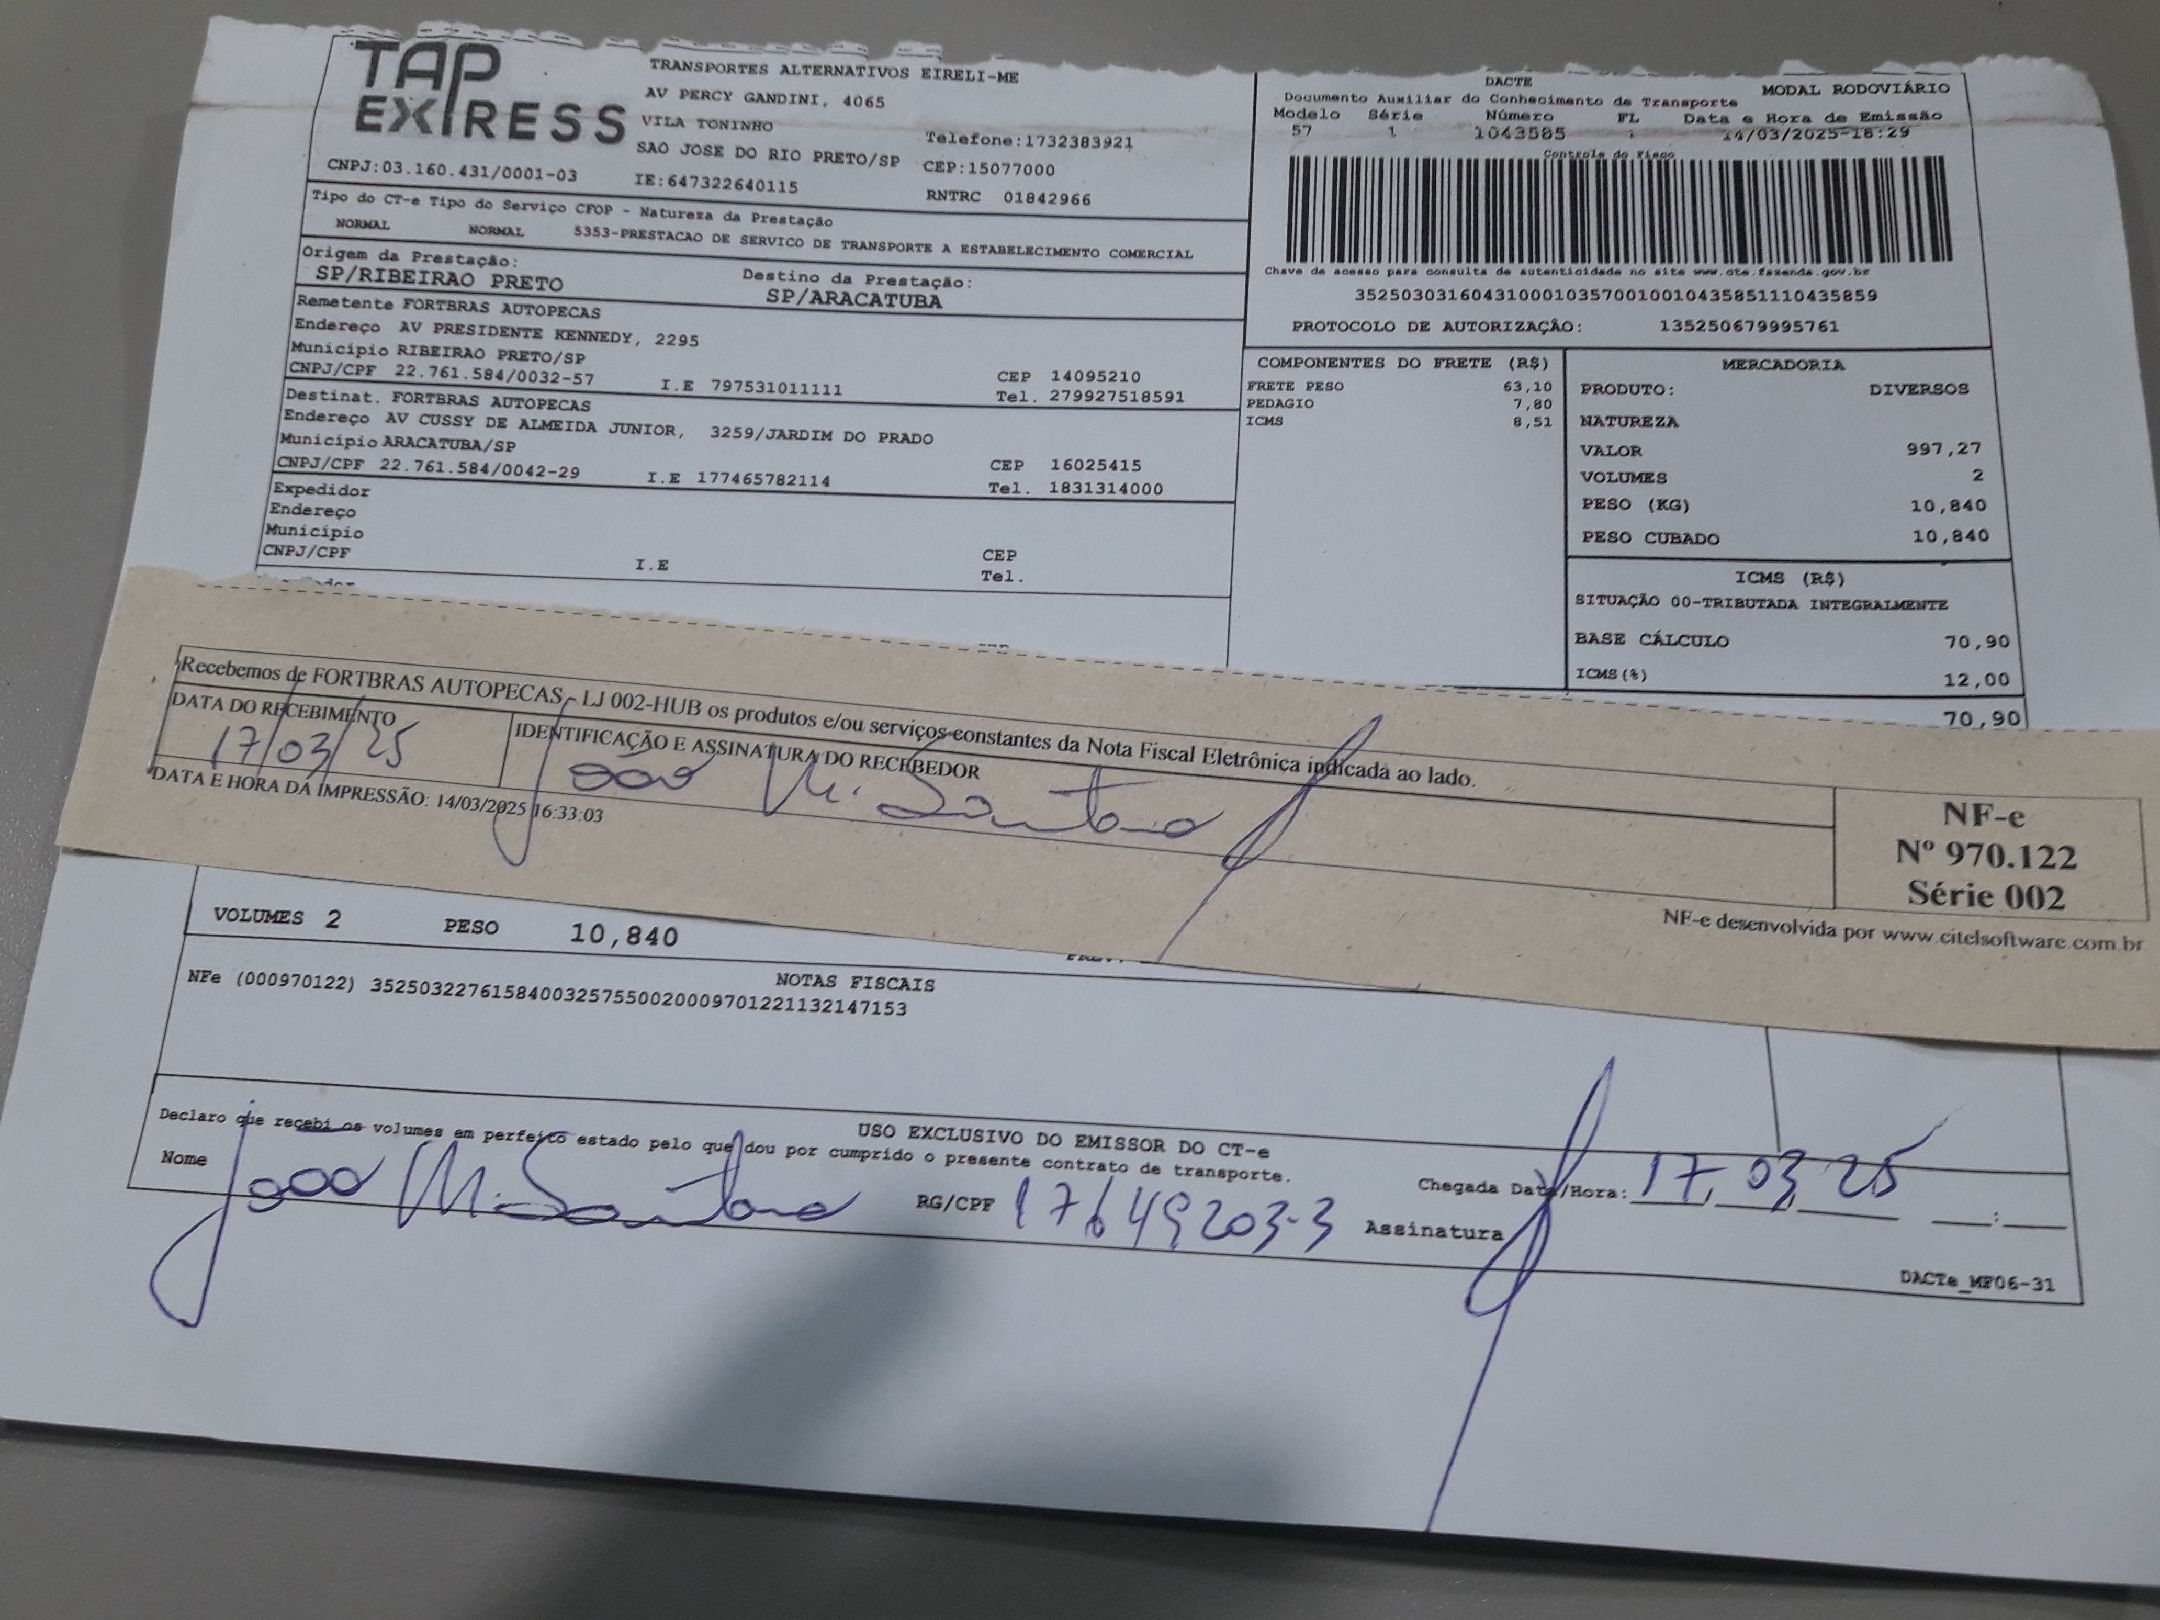 TAP EXPRESS
TRANSPORTES ALTERNATIVOS EIRELI-ME
AV PERCY GANDINI, 4065
VILA TONINHO
Telefone:1732383921
SAO JOSE DO RIO PRETO/SP CEP:15077000
CNPJ:03.160.431/0001-03 IE:647322640115 RNTRC 01842966
Tipo do CT-e Tipo do Serviço CFOP - Natureza da Prestação
NORMAL NORMAL 5353-PRESTACAO DE SERVICO DE TRANSPORTE A ESTABELECIMENTO COMERCIAL
Origem da Prestação: Destino da Prestação:
SP/RIBEIRAO PRETO SP/ARACATUBA
Remetente FORTBRAS AUTOPECAS
Endereço AV PRESIDENTE KENNEDY, 2295
Município RIBEIRAO PRETO/SP CEP 14095210
CNPJ/CPF 22.761.584/0032-57 I.E 797531011111 Tel. 279927518591
Destinat. FORTBRAS AUTOPECAS
Endereço AV CUSSY DE ALMEIDA JUNIOR, 3259/JARDIM DO PRADO
Município ARACATUBA/SP CEP 16025415
CNPJ/CPF 22.761.584/0042-29 I.E 177465782114 Tel. 1831314000
Expedidor
Endereço
Município CEP
CNPJ/CPF I.E Tel.
DACTE MODAL RODOVIÁRIO
Documento Auxiliar do Conhecimento de Transporte
Modelo Série Número FL Data e Hora de Emissão
57 1 1043585 1 14/03/2025-18:29
Controle do Fisco
Chave de acesso para consulta de autenticidade no site www.cte.fazenda.gov.br
35250303160431000103570010010435851110435859
PROTOCOLO DE AUTORIZAÇÃO: 135250679995761
COMPONENTES DO FRETE (R$)
FRETE PESO 63,10
PEDAGIO 7,80
ICMS 8,51
MERCADORIA
PRODUTO: DIVERSOS
NATUREZA
VALOR 997,27
VOLUMES 2
PESO (KG) 10,840
PESO CUBADO 10,840
ICMS (R$)
SITUAÇÃO 00-TRIBUTADA INTEGRALMENTE
BASE CÁLCULO 70,90
ICMS(%) 12,00
70,90
Recebemos de FORTBRAS AUTOPECAS - LJ 002-HUB os produtos e/ou serviços constantes da Nota Fiscal Eletrônica indicada ao lado.
DATA DO RECEBIMENTO IDENTIFICAÇÃO E ASSINATURA DO RECEBEDOR
17/03/25 João M. Santana
DATA E HORA DA IMPRESSÃO: 14/03/2025 16:33:03
NF-e
Nº 970.122
Série 002
NF-e desenvolvida por www.citelsoftware.com.br
VOLUMES 2 PESO 10,840
NOTAS FISCAIS
NFe (000970122) 35250322761584003257550020009701221132147153
USO EXCLUSIVO DO EMISSOR DO CT-e
Declaro que recebi os volumes em perfeito estado pelo que dou por cumprido o presente contrato de transporte.
Nome João M. Santana RG/CPF 17649203-3 Assinatura Chegada Data/Hora: 17, 03, 25 __:__
DACTe_MF06-31